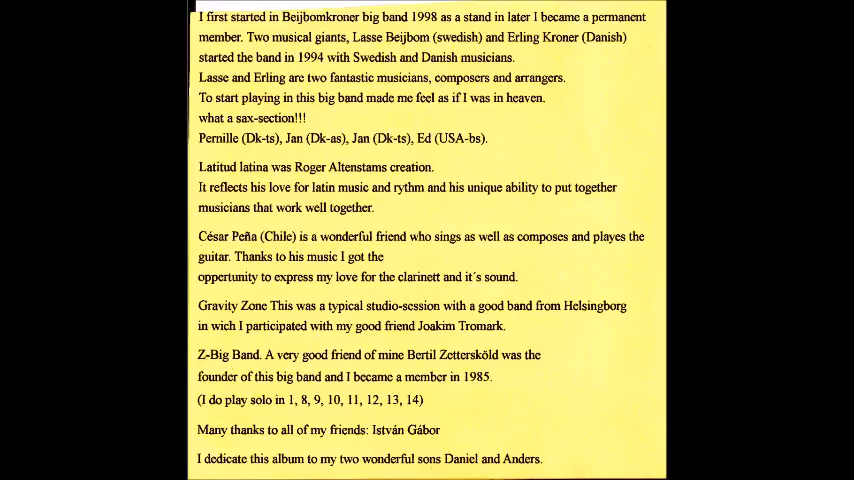 I first started in Beijbomkroner big band 1998 as a stand in later I became a permanent
member. Two musical giants, Lasse Beijbom (swedish) and Erling Kroner (Danish)
started the band in 1994 with Swedish and Danish musicians.
Lasse and Erling are two fantastic musicians, composers and arrangers.
To start playing in this big band made me feel as if I was in heaven.
what a sax-section!!!
Pernille (Dk-ts), Jan (Dk-as), Jan (Dk-ts), Ed (USA-bs).
Latitud latina was Roger Altenstams creation.
It reflects his love for latin music and rythm and his unique ability to put together
musicians that work well together.
César Peña (Chile) is a wonderful friend who sings as well as composes and playes the
guitar. Thanks to his music I got the
oppertunity to express my love for the clarinett and it´s sound.
Gravity Zone This was a typical studio-session with a good band from Helsingborg
in wich I participated with my good friend Joakim Tromark.
Z-Big Band. A very good friend of mine Bertil Zettersköld was the
founder of this big band and I became a member in 1985.
(I do play solo in 1, 8, 9, 10, 11, 12, 13, 14)
Many thanks to all of my friends: István Gábor
I dedicate this album to my two wonderful sons Daniel and Anders.